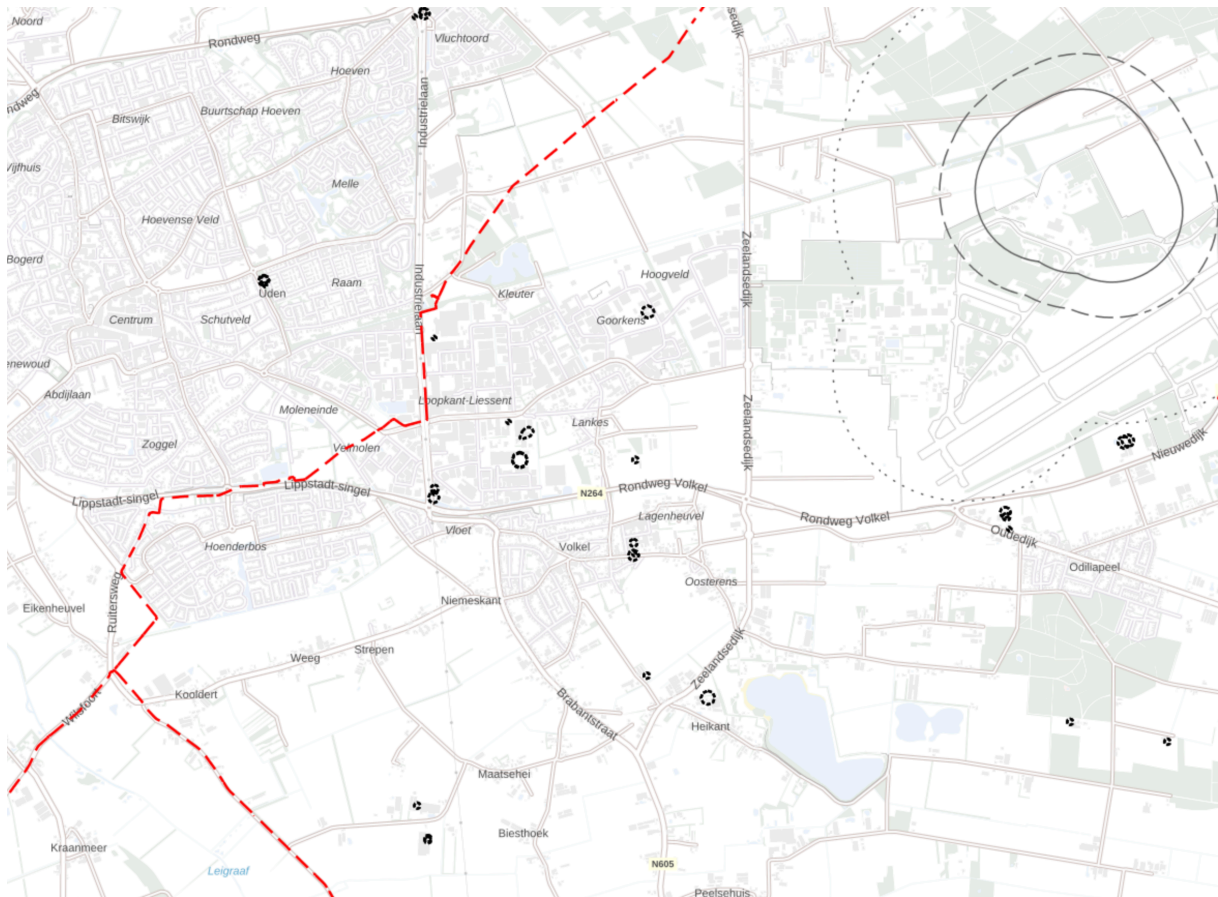 Noord
Vluchtoord
Rondweg
Hoeven
Zeelandsedijk
Rondweg
Buurtschap Hoeven
Industrielaan
Bitswijk
Vijfhuis
Melle
Hoevense Veld
Bogerd
Zeelandsedijk
Hoogveld
Raam
Kleuter
Uden
Industrielaan
Centrum
Schutveld
Goorkens
Abdijlaan
Loopkant-Liessent
Moleneinde
Lankes
Zeelandsedijk
Zoggel
Velmolen
Nieuwedijk
Lippstadt-singel
Lippstadt-singel
N264
Rondweg Volkel
Rondweg Volkel
Lagenheuvel
Vloet
Oudedijk
Hoenderbos
Volkel
Odiliapeel
Oosterens
Ruitersweg
Niemeskant
Eikenheuvel
Strepen
Weeg
Zeelandsedijk
Kooldert
Wilsfoort
Brabantstraat
Heikant
Maatsehei
Biesthoek
Kraanmeer
Leigraaf
N605
Peelsehuis